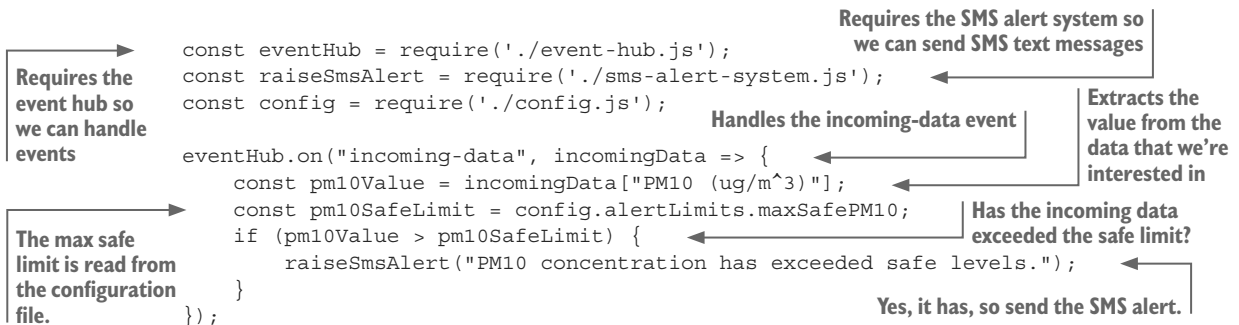 Requires the SMS alert system so
we can send SMS text messages
const eventHub = require('./event-hub.js');
const raiseSmsAlert = require('./sms-alert-system.js');
const config = require('./config.js');
Requires the
event hub so
we can handle
events
Handles the incoming-data event
Extracts the
value from the
data that we're
interested in
eventHub.on("incoming-data", incomingData => {
const pm10Value = incomingData["PM10 (ug/m^3)"];
const pm10SafeLimit = config.alertLimits.maxSafePM10;
if (pm10Value > pm10SafeLimit) {
raiseSmsAlert("PM10 concentration has exceeded safe levels.");
}
});
The max safe
limit is read from
the configuration
file.
Has the incoming data
exceeded the safe limit?
Yes, it has, so send the SMS alert.